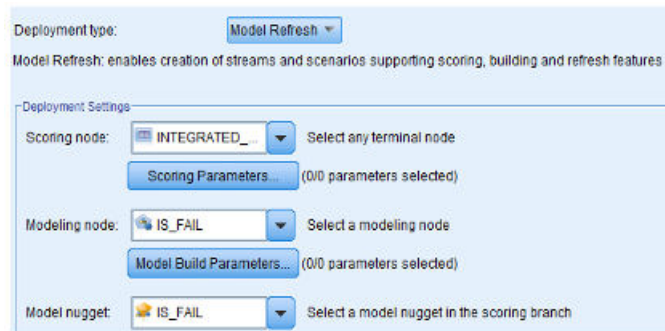 Deployment type: Model Refresh
Model Refresh: enables creation of streams and scenarios supporting scoring, building and refresh features
Deployment Settings
Scoring node: INTEGRATED_... Select any terminal node
Scoring Parameters... (0/0 parameters selected)
Modeling node: IS_FAIL Select a modeling node
Model Build Parameters... (0/0 parameters selected)
Model nugget: IS_FAIL Select a model nugget in the scoring branch